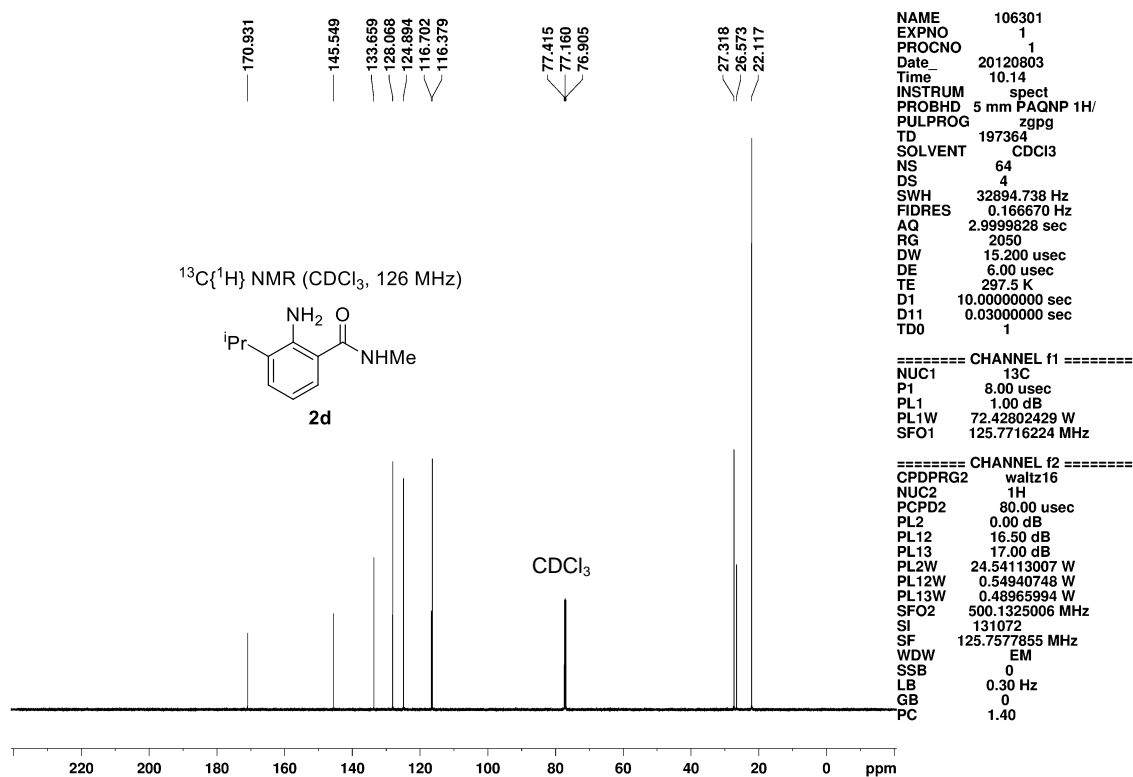 170.931
145.549
133.659
128.068
124.894
116.702
116.379
77.415
77.160
76.905
27.318
26.573
22.117
¹³C{¹H} NMR (CDCl₃, 126 MHz)
NH₂ O
ⁱPr
NHMe
2d
CDCl₃
220 200 180 160 140 120 100 80 60 40 20 0 ppm
NAME 106301
EXPNO 1
PROCNO 1
Date_ 20120803
Time 10.14
INSTRUM spect
PROBHD 5 mm PAQNP 1H/
PULPROG zgpg
TD 197364
SOLVENT CDCl3
NS 64
DS 4
SWH 32894.738 Hz
FIDRES 0.166670 Hz
AQ 2.9999828 sec
RG 2050
DW 15.200 usec
DE 6.00 usec
TE 297.5 K
D1 10.00000000 sec
D11 0.03000000 sec
TD0 1
======== CHANNEL f1 ========
NUC1 13C
P1 8.00 usec
PL1 1.00 dB
PL1W 72.42802429 W
SFO1 125.7716224 MHz
======== CHANNEL f2 ========
CPDPRG2 waltz16
NUC2 1H
PCPD2 80.00 usec
PL2 0.00 dB
PL12 16.50 dB
PL13 17.00 dB
PL2W 24.54113007 W
PL12W 0.54940748 W
PL13W 0.48965994 W
SFO2 500.1325006 MHz
SI 131072
SF 125.7577855 MHz
WDW EM
SSB 0
LB 0.30 Hz
GB 0
PC 1.40